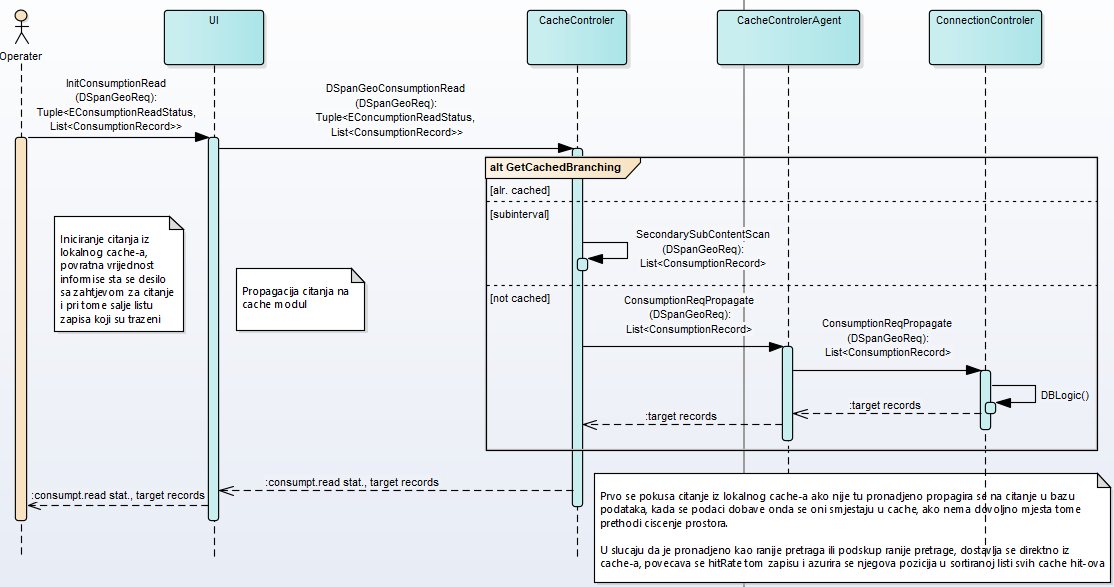 UI
CacheControler
CacheControlerAgent
ConnectionControler
Operater
InitConsumptionRead
(DSpanGeoReq):
Tuple<EConsumptionReadStatus,
List<ConsumptionRecord>>
DSpanGeoConsumptionRead
(DSpanGeoReq):
Tuple<EConcumptionReadStatus,
List<ConsumptionRecord>>
alt GetCachedBranching
[alr. cached]
[subinterval]
SecondarySubContentScan
(DSpanGeoReq):
List<ConsumptionRecord>
Iniciranje citanja iz
lokalnog cache-a,
povratna vrijednost
informise sta se desilo
sa zahtjevom za citanje
i pri tome salje listu
zapisa koji su trazeni
Propagacija citanja na
cache modul
[not cached]
ConsumptionReqPropagate
(DSpanGeoReq):
List<ConsumptionRecord>
ConsumptionReqPropagate
(DSpanGeoReq):
List<ConsumptionRecord>
DBLogic()
:target records
:target records
:consumpt.read stat., target records
:consumpt.read stat., target records
Prvo se pokusa citanje iz lokalnog cache-a ako nije tu pronadjeno propagira se na citanje u bazu
podataka, kada se podaci dobave onda se oni smjestaju u cache, ako nema dovoljno mjesta tome
prethodi ciscenje prostora.
U slucaju da je pronadjeno kao ranije pretraga ili podskup ranije pretrage, dostavlja se direktno iz
cache-a, povecava se hitRate tom zapisu i azurira se njegova pozicija u sortiranoj listi svih cache hit-ova